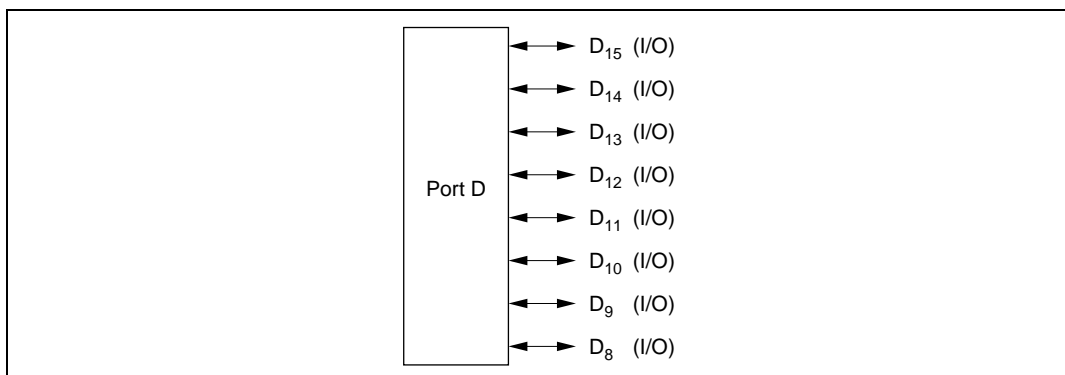 D15 (I/O)
D14 (I/O)
D13 (I/O)
D12 (I/O)
Port D
D11 (I/O)
D10 (I/O)
D9 (I/O)
D8 (I/O)